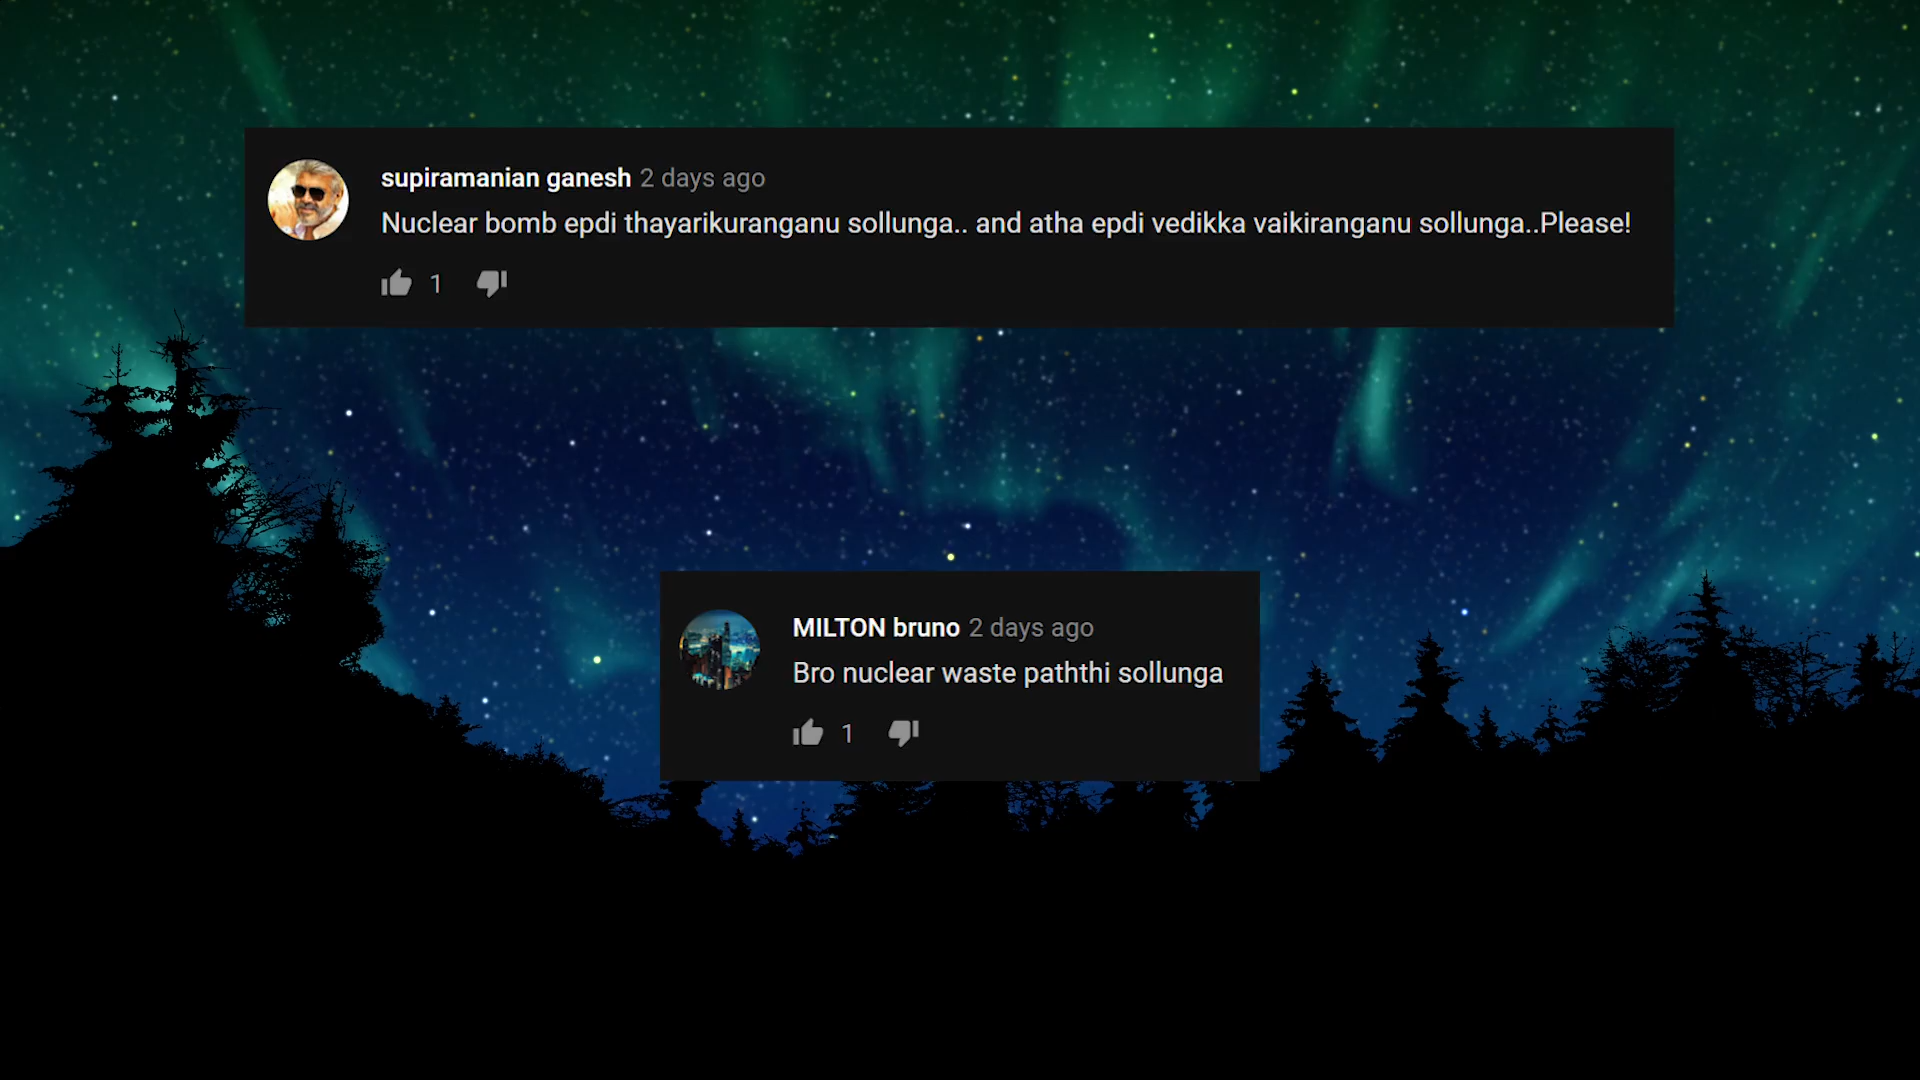 supiramanian ganesh 2 days ago
Nuclear bomb epdi thayarikuranganu sollunga.. and atha epdi vedikka vaikiranganu sollunga..Please!
1
MILTON bruno 2 days ago
Bro nuclear waste paththi sollunga
1